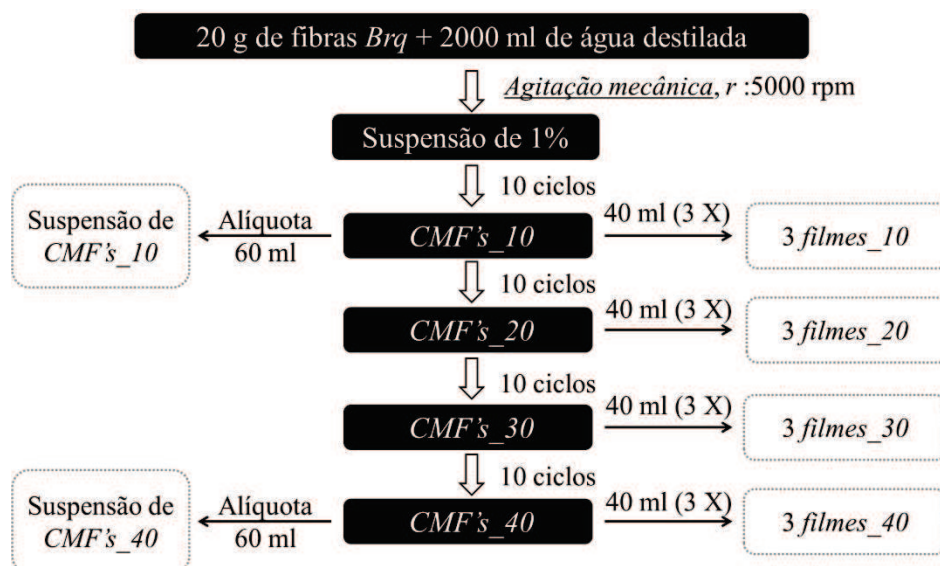 20 g de fibras Brq + 2000 ml de água destilada
Agitação mecânica, r :5000 rpm
Suspensão de 1%
10 ciclos
Suspensão de
CMF's_10
Alíquota
60 ml
CMF's_10
40 ml (3 X)
3 filmes_10
10 ciclos
CMF's_20
40 ml (3 X)
3 filmes_20
10 ciclos
CMF's_30
40 ml (3 X)
3 filmes_30
10 ciclos
Suspensão de
CMF's_40
Alíquota
60 ml
CMF's_40
40 ml (3 X)
3 filmes_40